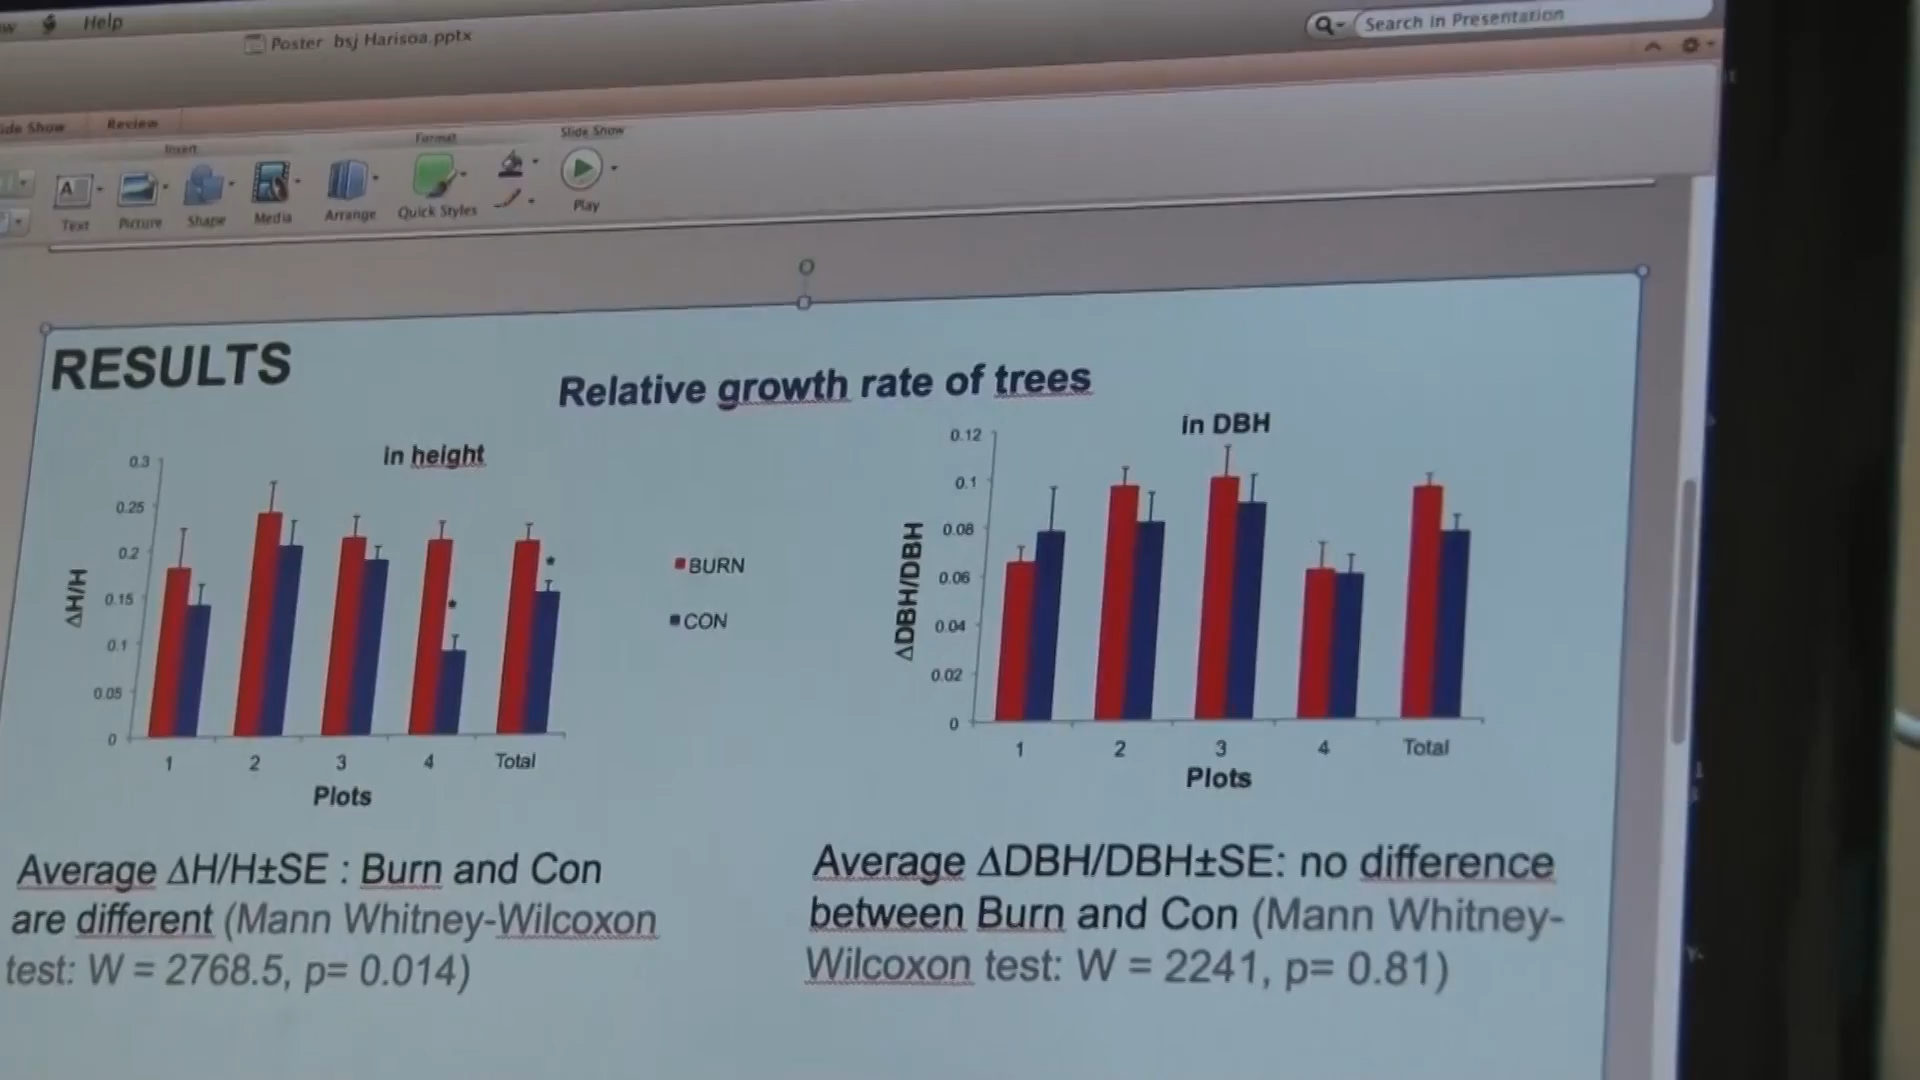 Help
Poster bsj Harisoa.pptx
Search in Presentation
ide Show Review
Insert Format Slide Show
Text Picture Shape Media Arrange Quick Styles Play
RESULTS
Relative growth rate of trees
in height
0.3
0.25
0.2
0.15
0.1
0.05
0
ΔH/H
1 2 3 4 Total
Plots
BURN
CON
in DBH
0.12
0.1
0.08
0.06
0.04
0.02
0
ΔDBH/DBH
1 2 3 4 Total
Plots
Average ΔH/H±SE : Burn and Con
are different (Mann Whitney-Wilcoxon
test: W = 2768.5, p= 0.014)
Average ΔDBH/DBH±SE: no difference
between Burn and Con (Mann Whitney-
Wilcoxon test: W = 2241, p= 0.81)